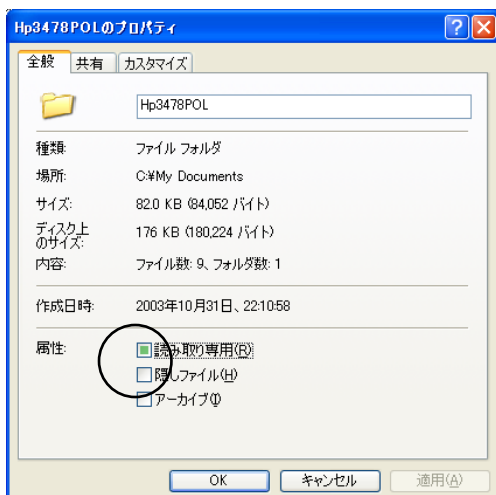 Hp3478POLのプロパティ
全般 共有 カスタマイズ
Hp3478POL
種類: ファイル フォルダ
場所: C:¥My Documents
サイズ: 82.0 KB (84,052 バイト)
ディスク上
のサイズ: 176 KB (180,224 バイト)
内容: ファイル数: 9、フォルダ数: 1
作成日時: 2003年10月31日、22:10:58
属性: 読み取り専用(R)
隠しファイル(H)
アーカイブ(I)
OK キャンセル 適用(A)